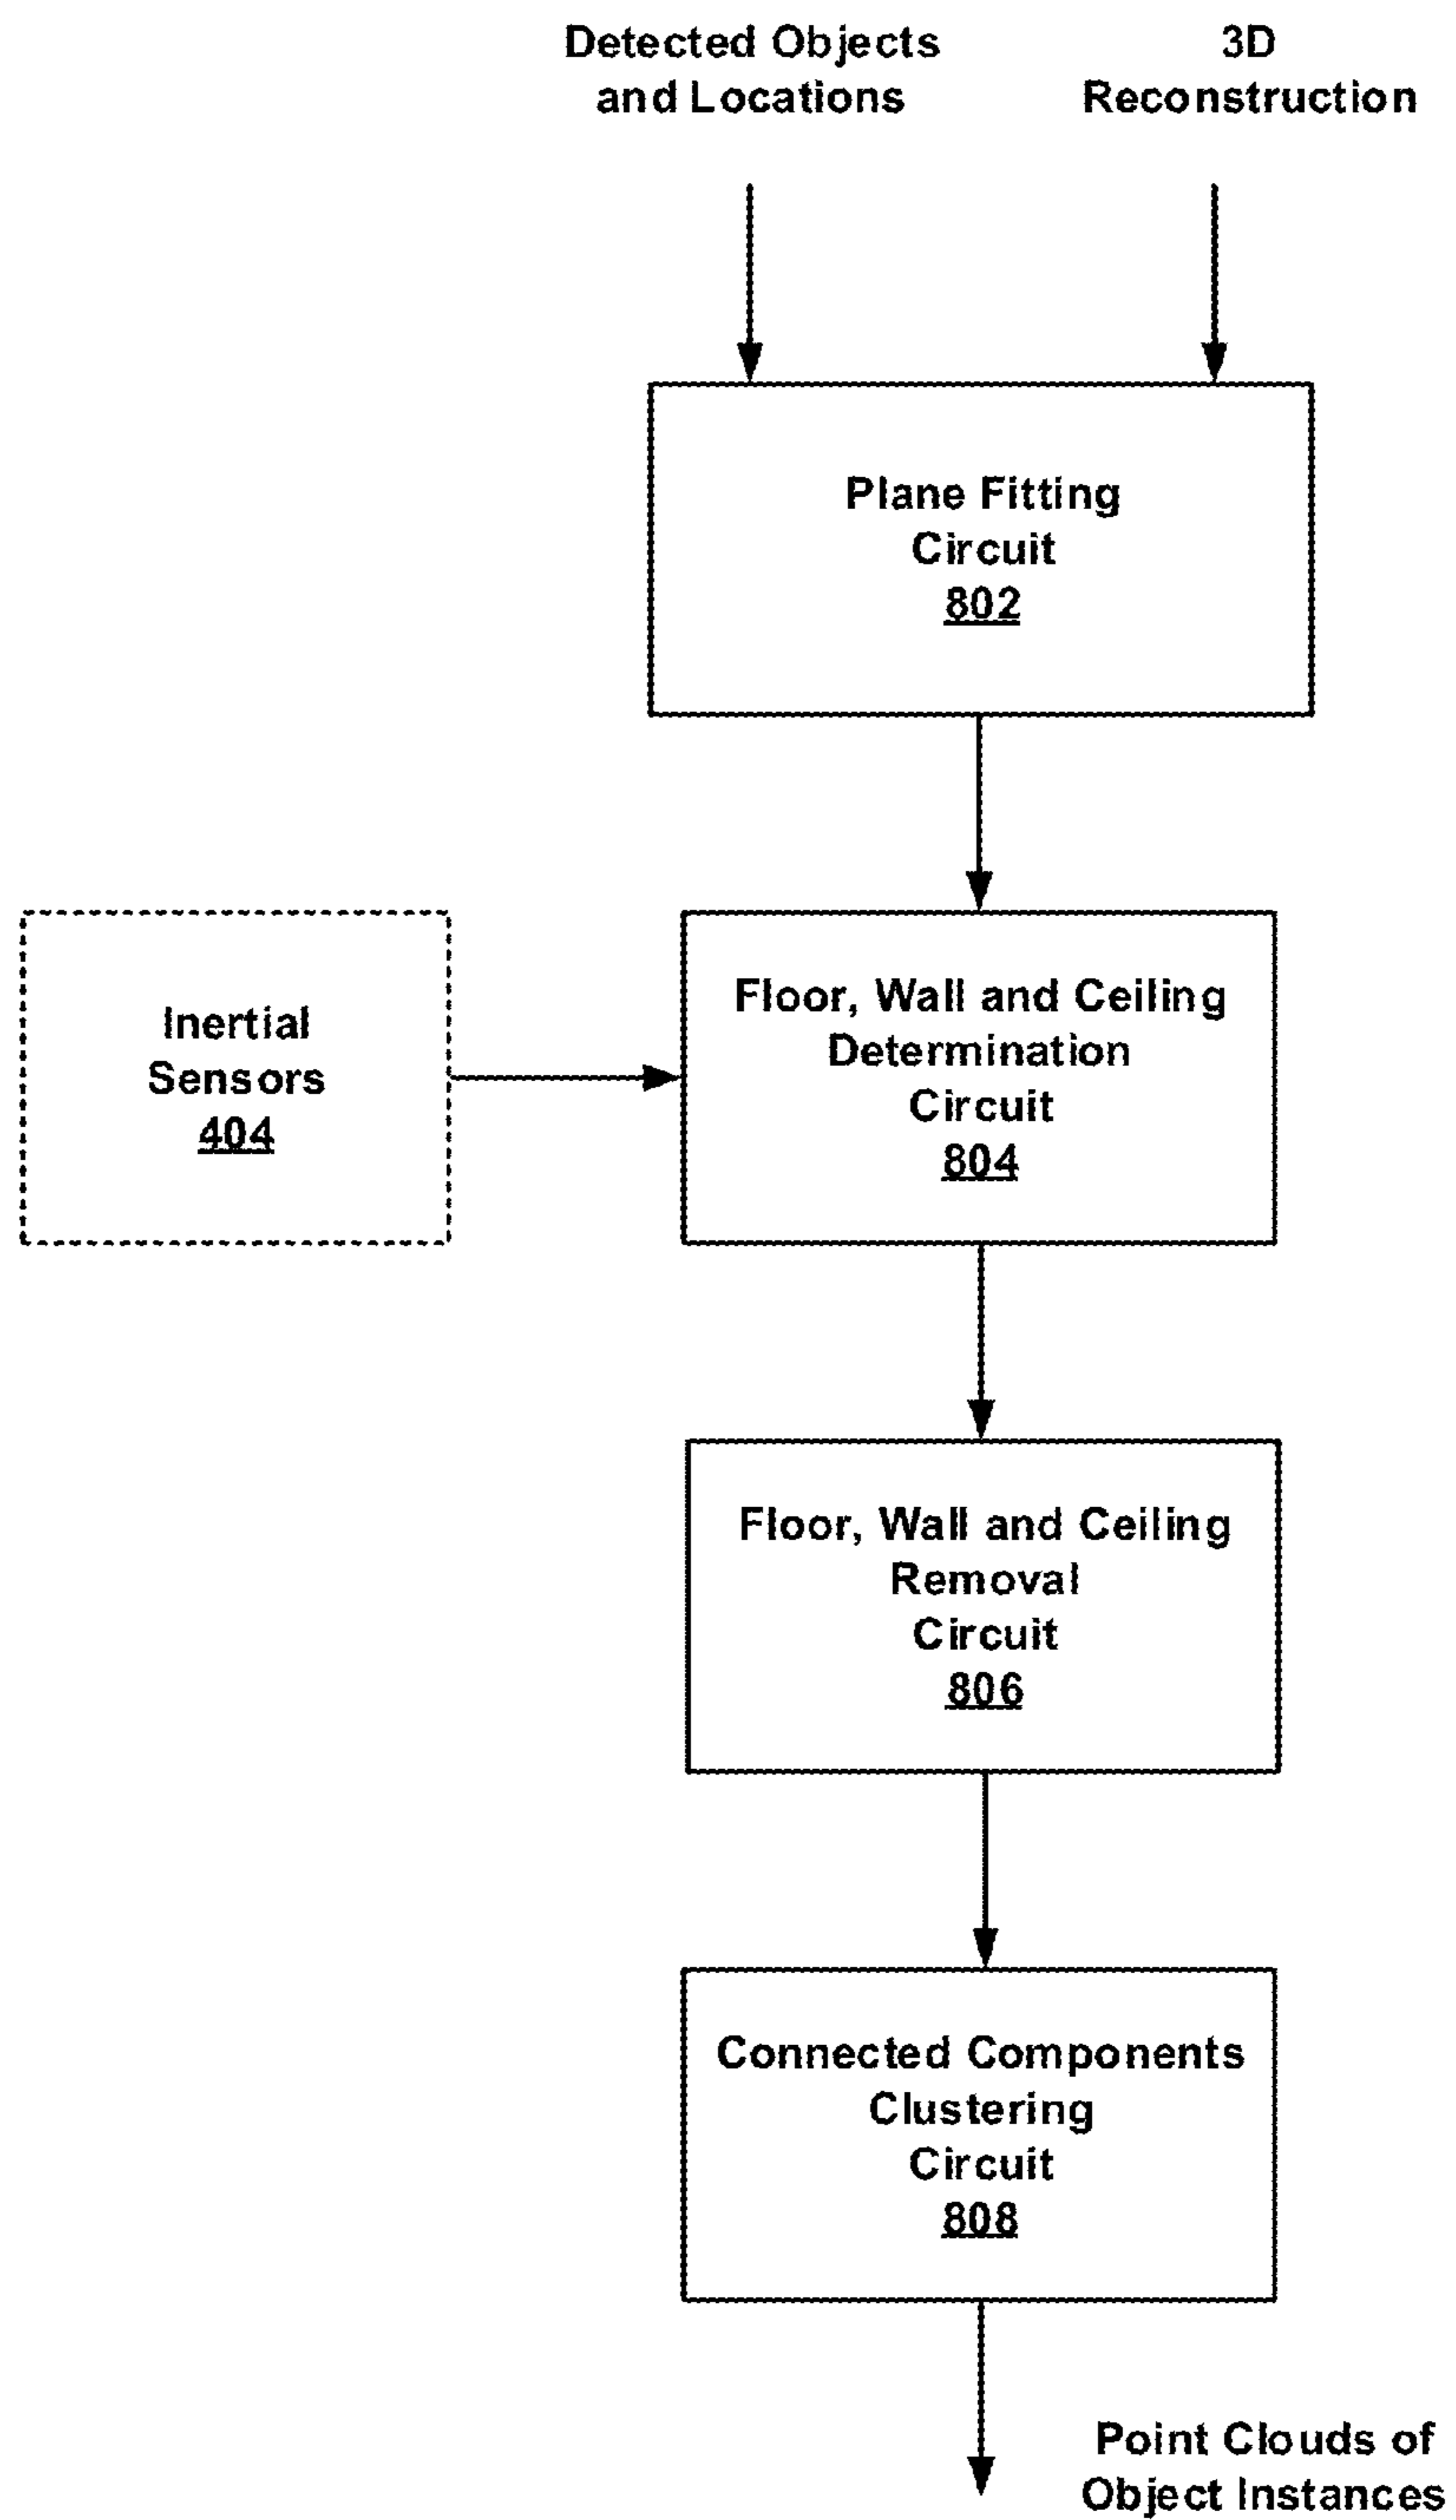 Detected Objects
and Locations
3D
Reconstruction
Plane Fitting
Circuit
802
Inertial
Sensors
404
Floor, Wall and Ceiling
Determination
Circuit
804
Floor, Wall and Ceiling
Removal
Circuit
806
Connected Components
Clustering
Circuit
808
Point Clouds of
Object Instances